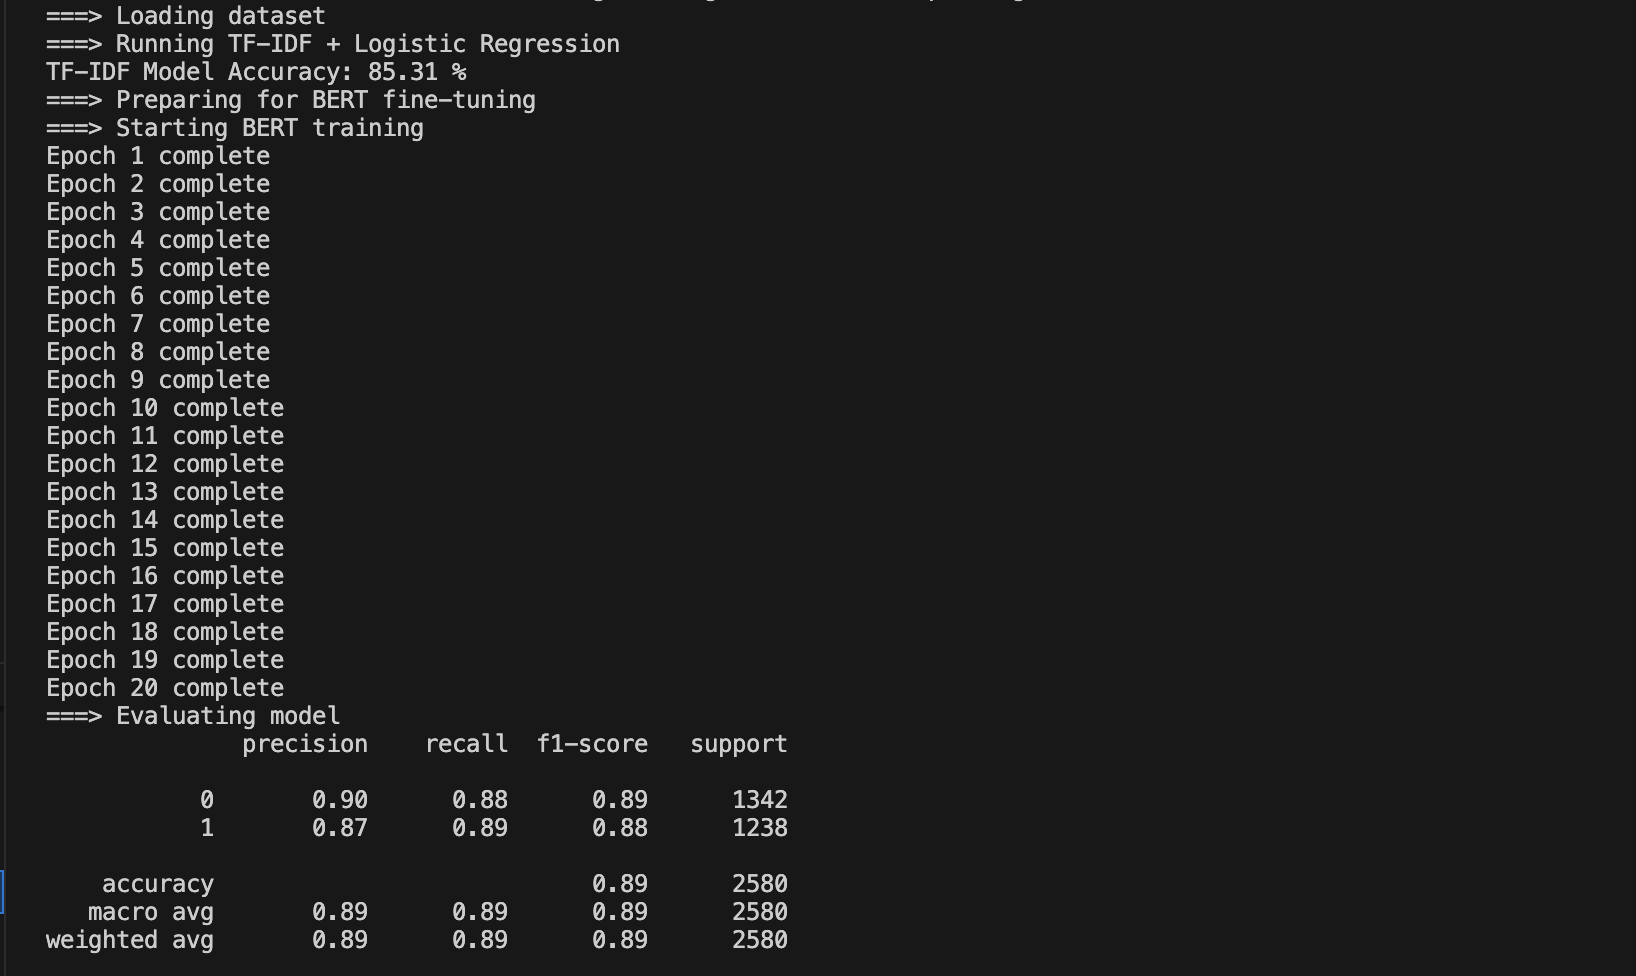 ===> Loading dataset
===> Running TF-IDF + Logistic Regression
TF-IDF Model Accuracy: 85.31 %
===> Preparing for BERT fine-tuning
===> Starting BERT training
Epoch 1 complete
Epoch 2 complete
Epoch 3 complete
Epoch 4 complete
Epoch 5 complete
Epoch 6 complete
Epoch 7 complete
Epoch 8 complete
Epoch 9 complete
Epoch 10 complete
Epoch 11 complete
Epoch 12 complete
Epoch 13 complete
Epoch 14 complete
Epoch 15 complete
Epoch 16 complete
Epoch 17 complete
Epoch 18 complete
Epoch 19 complete
Epoch 20 complete
===> Evaluating model
precision recall f1-score support
0 0.90 0.88 0.89 1342
1 0.87 0.89 0.88 1238
accuracy 0.89 2580
macro avg 0.89 0.89 0.89 2580
weighted avg 0.89 0.89 0.89 2580